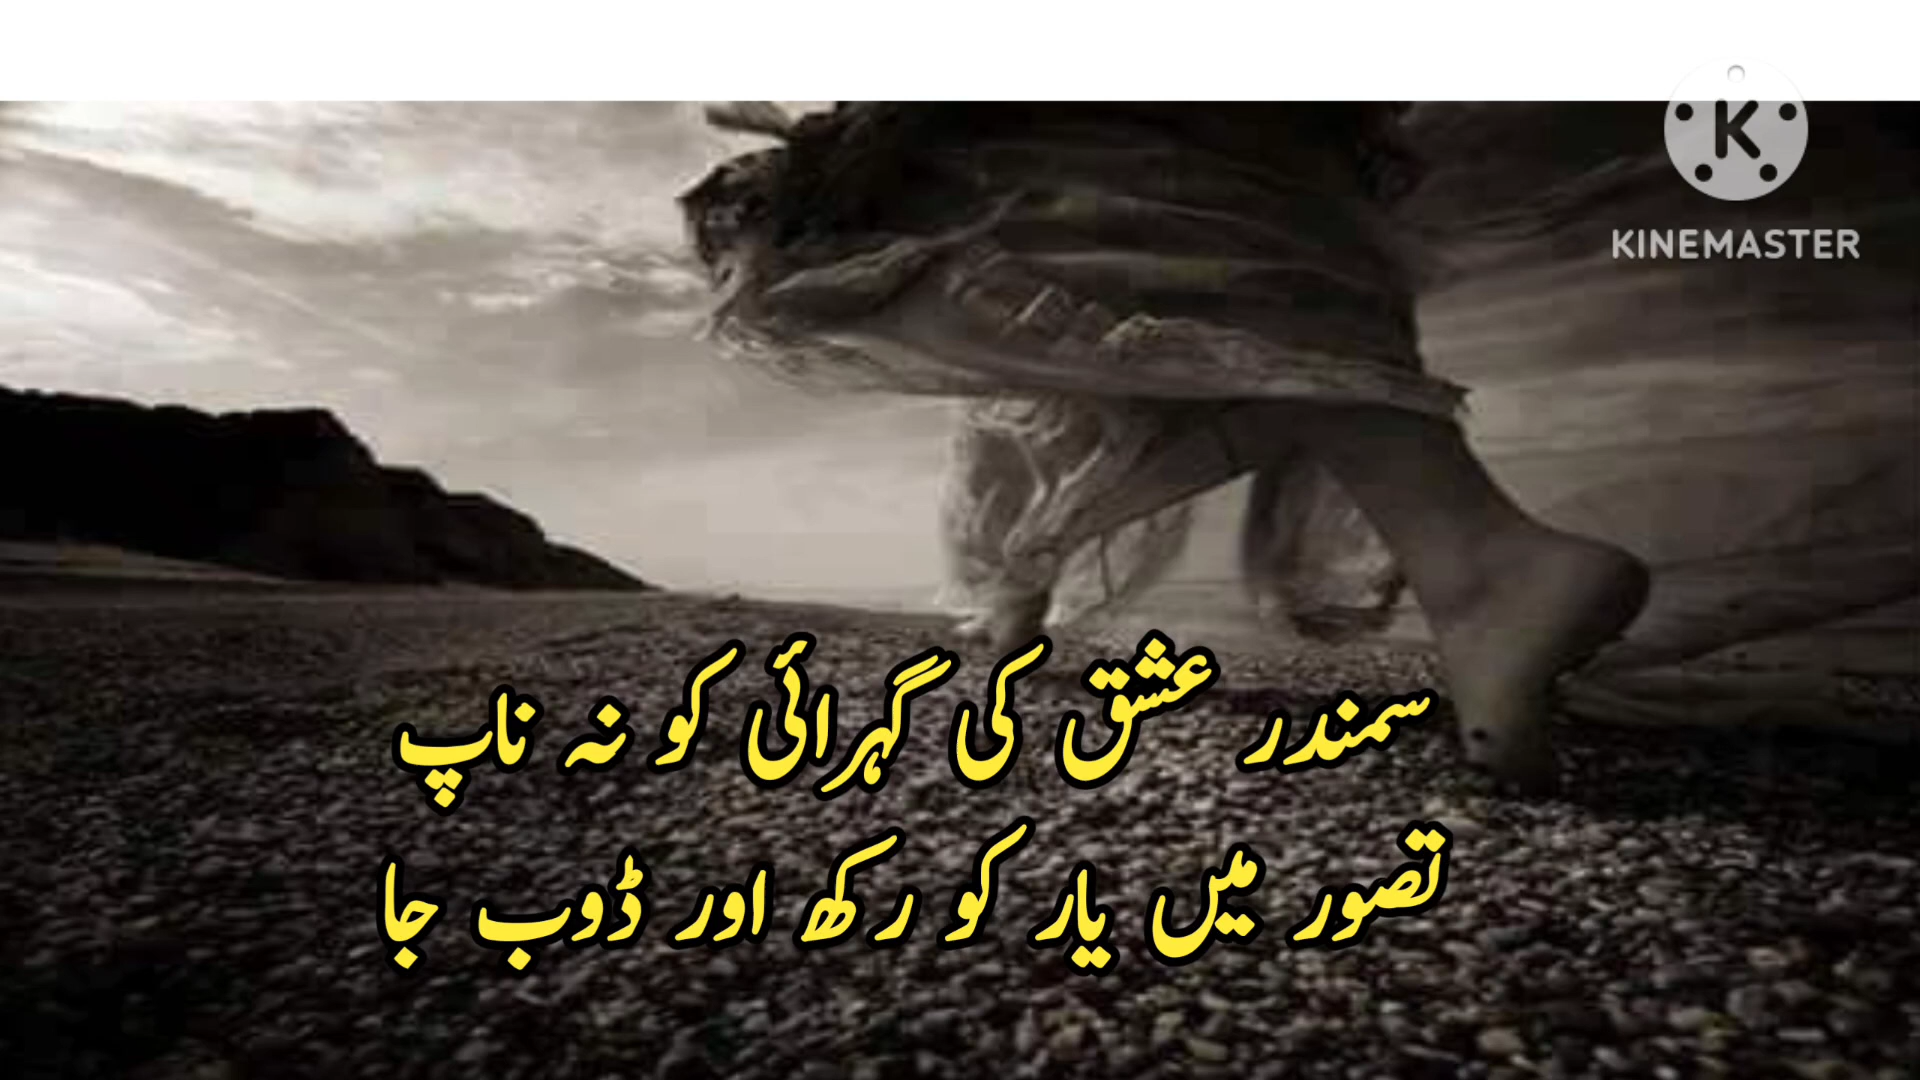 KINEMASTER
سمندر عشق کی گہرائی کو نہ ناپ
تصور میں یار کو رکھ اور ڈوب جا